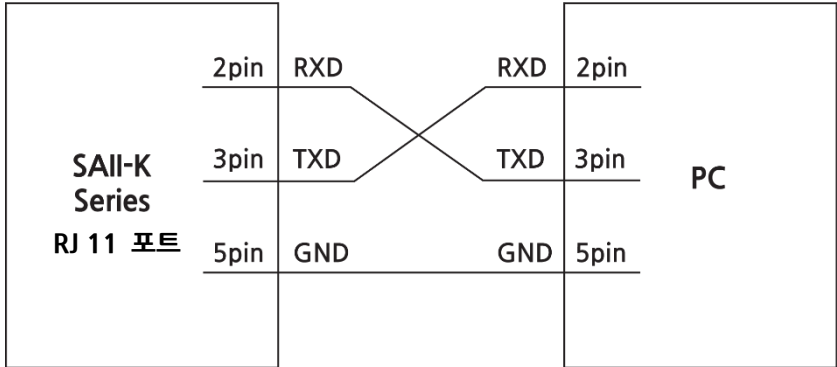 2pin RXD RXD 2pin
3pin TXD TXD 3pin
SAII-K
Series
RJ 11 포트
PC
5pin GND GND 5pin